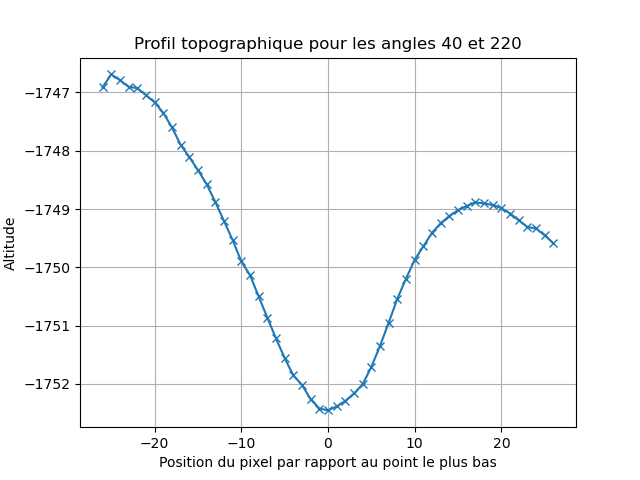 Profil topographique pour les angles 40 et 220
−1747
−1748
−1749
−1750
−1751
−1752
Altitude
−20 −10 0 10 20
Position du pixel par rapport au point le plus bas